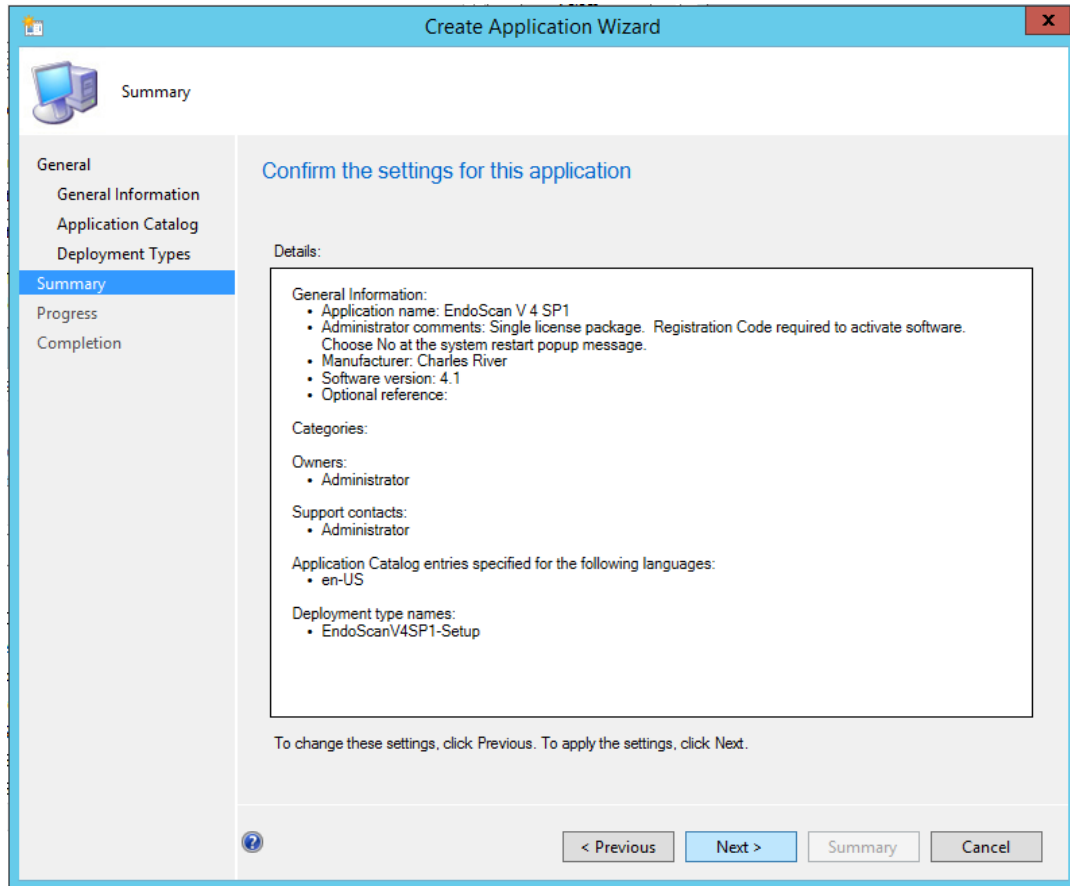 Create Application Wizard
x
Summary
General
General Information
Application Catalog
Deployment Types
Summary
Progress
Completion
Confirm the settings for this application
Details:
General Information:
• Application name: EndoScan V 4 SP1
• Administrator comments: Single license package.  Registration Code required to activate software.
Choose No at the system restart popup message.
• Manufacturer: Charles River
• Software version: 4.1
• Optional reference:
Categories:
Owners:
• Administrator
Support contacts:
• Administrator
Application Catalog entries specified for the following languages:
• en-US
Deployment type names:
• EndoScanV4SP1-Setup
To change these settings, click Previous. To apply the settings, click Next.
?
< Previous
Next >
Summary
Cancel